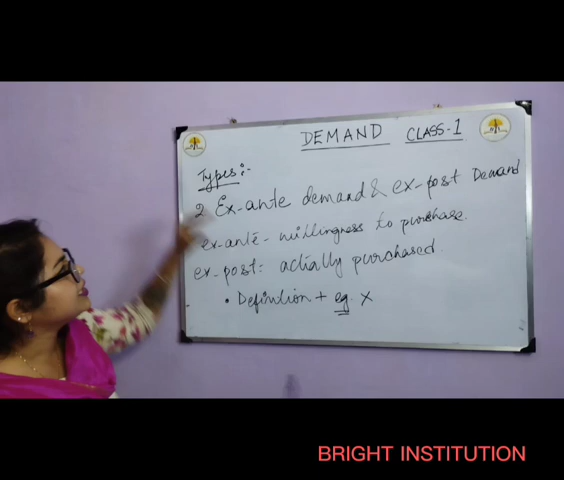 DEMAND CLASS-1
Types:-
2. Ex-ante demand & ex-post Demand
ex-ante - willingness to purchase.
ex-post: actially purchased.
• Definition + eg. X
BRIGHT INSTITUTION